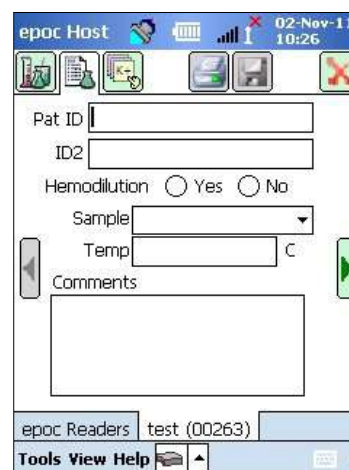 epoc Host 02-Nov-11
10:26
K+
Pat ID
ID2
Hemodilution Yes No
Sample
Temp C
Comments
epoc Readers test (00263)
Tools View Help